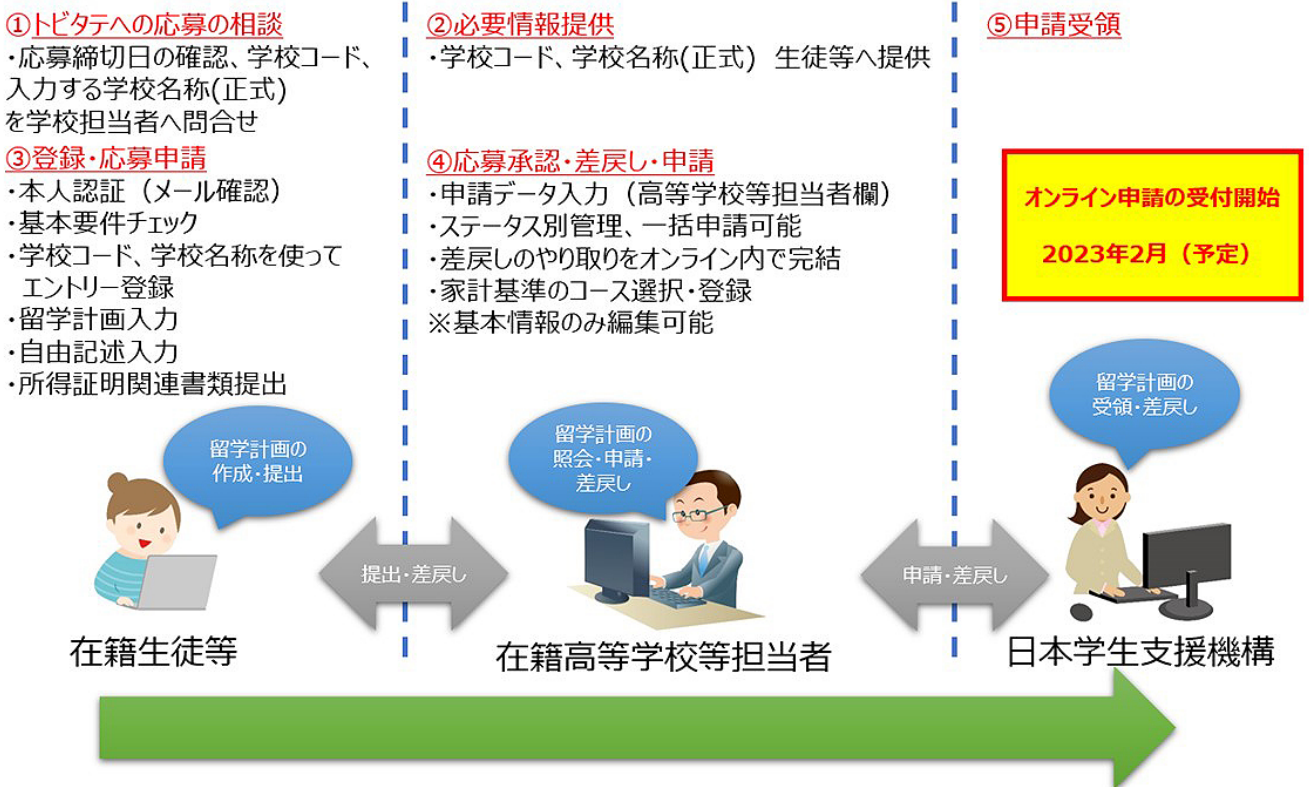 ①トビタテへの応募の相談
・応募締切日の確認、学校コード、
入力する学校名称(正式)
を学校担当者へ問合せ
③登録・応募申請
・本人認証（メール確認）
・基本要件チェック
・学校コード、学校名称を使って
エントリー登録
・留学計画入力
・自由記述入力
・所得証明関連書類提出
留学計画の
作成・提出
在籍生徒等
提出・差戻し
②必要情報提供
・学校コード、学校名称(正式) 生徒等へ提供
④応募承認・差戻し・申請
・申請データ入力（高等学校等担当者欄）
・ステータス別管理、一括申請可能
・差戻しのやり取りをオンライン内で完結
・家計基準のコース選択・登録
※基本情報のみ編集可能
留学計画の
照会・申請・
差戻し
在籍高等学校等担当者
申請・差戻し
⑤申請受領
オンライン申請の受付開始
2023年2月（予定）
留学計画の
受領・差戻し
日本学生支援機構